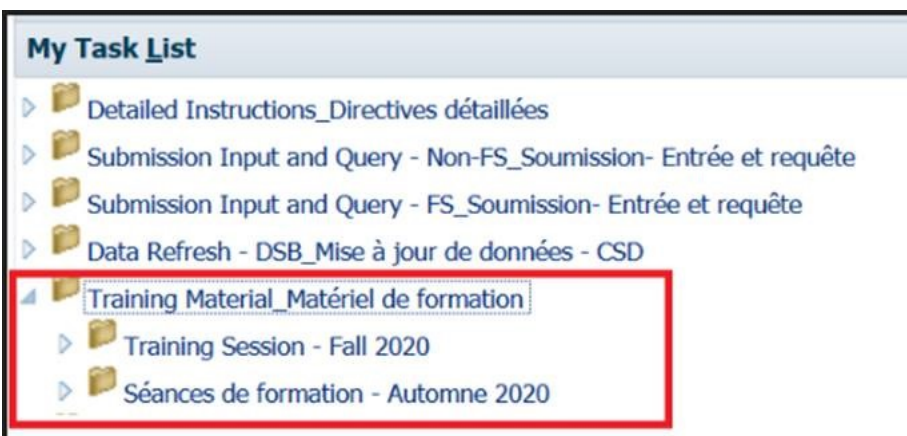 My Task List
Detailed Instructions_Directives détaillées
Submission Input and Query - Non-FS_Soumission- Entrée et requête
Submission Input and Query - FS_Soumission- Entrée et requête
Data Refresh - DSB_Mise à jour de données - CSD
Training Material_Matériel de formation
Training Session - Fall 2020
Séances de formation - Automne 2020